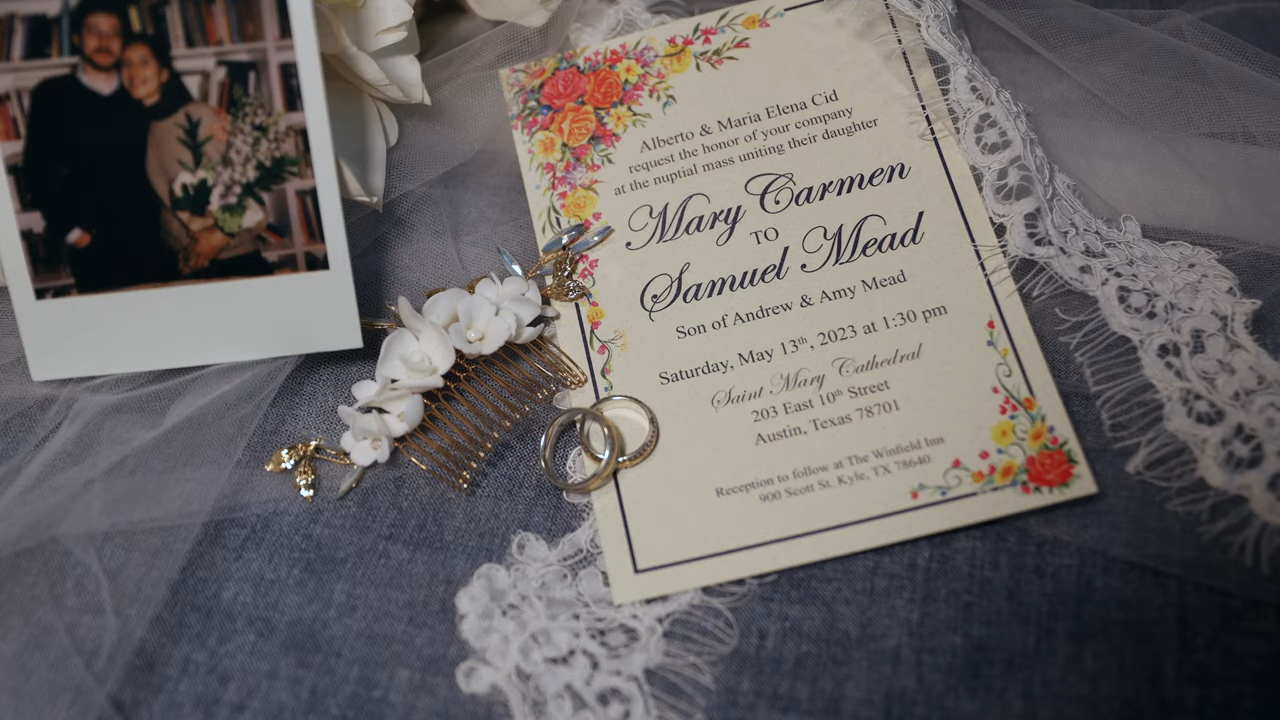 Alberto & Maria Elena Cid
request the honor of your company
at the nuptial mass uniting their daughter
Mary Carmen
TO
Samuel Mead
Son of Andrew & Amy Mead
Saturday, May 13th, 2023 at 1:30 pm
Saint Mary Cathedral
203 East 10th Street
Austin, Texas 78701
Reception to follow at The Winfield Inn
900 Scott St. Kyle, TX 78640